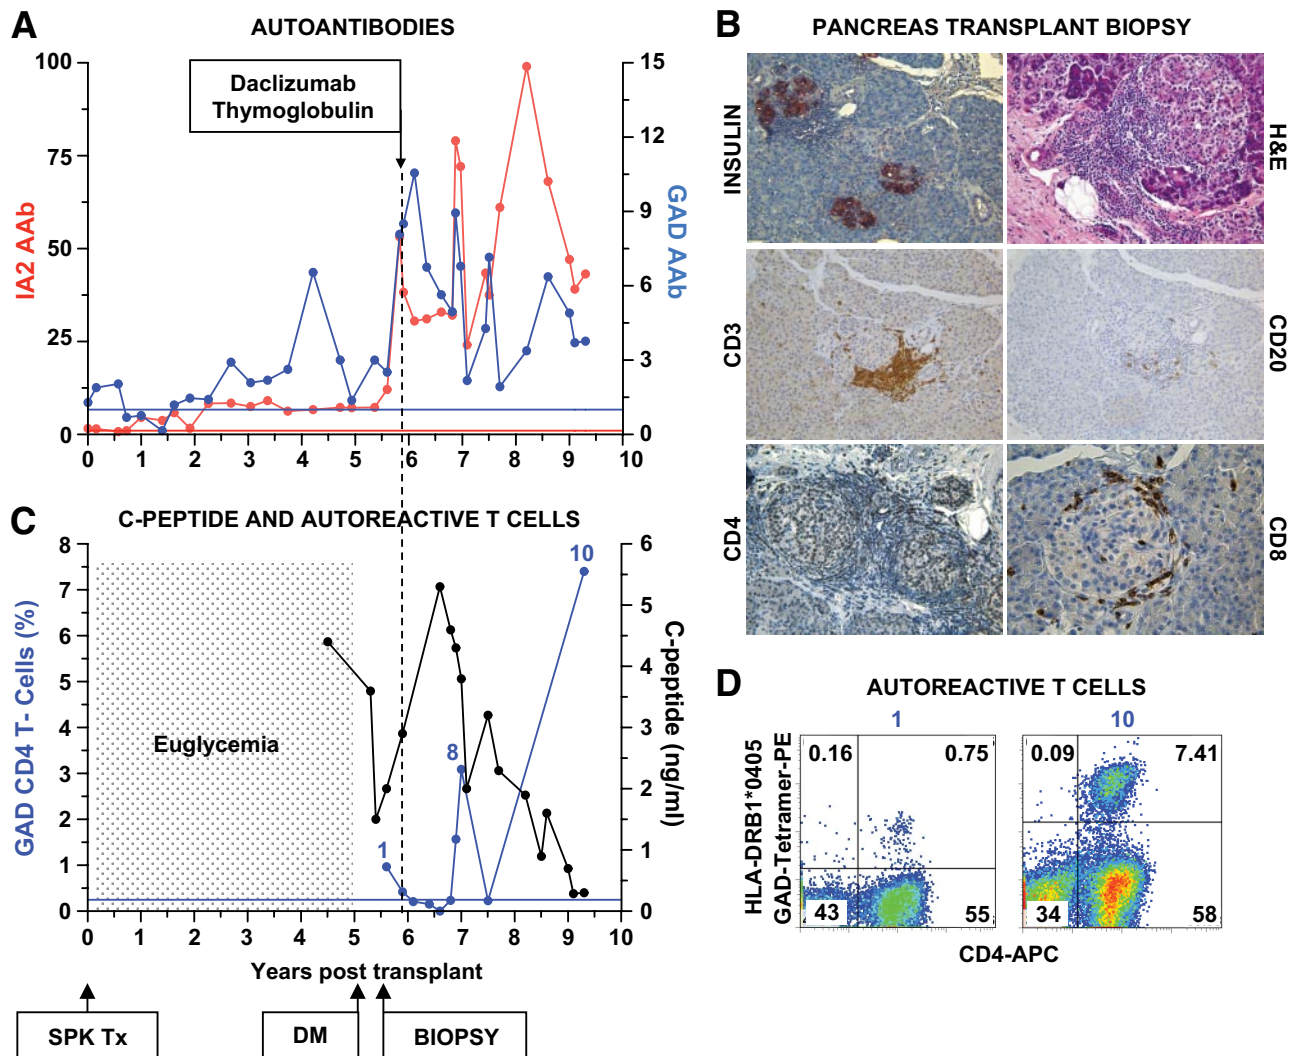 A
AUTOANTIBODIES
100
75
50
25
0
IA2 AAb
15
12
9
6
3
0
GAD AAb
Daclizumab
Thymoglobulin
0 1 2 3 4 5 6 7 8 9 10
B
PANCREAS TRANSPLANT BIOPSY
INSULIN
H&E
CD3
CD20
CD4
CD8
C
C-PEPTIDE AND AUTOREACTIVE T CELLS
8
7
6
5
4
3
2
1
0
GAD CD4 T- Cells (%)
6
5
4
3
2
1
0
C-peptide (ng/ml)
Euglycemia
1
8
10
0 1 2 3 4 5 6 7 8 9 10
Years post transplant
SPK Tx
DM
BIOPSY
D
AUTOREACTIVE T CELLS
1
10
HLA-DRB1*0405
GAD-Tetramer-PE
0.16 0.75
43 55
0.09 7.41
34 58
CD4-APC